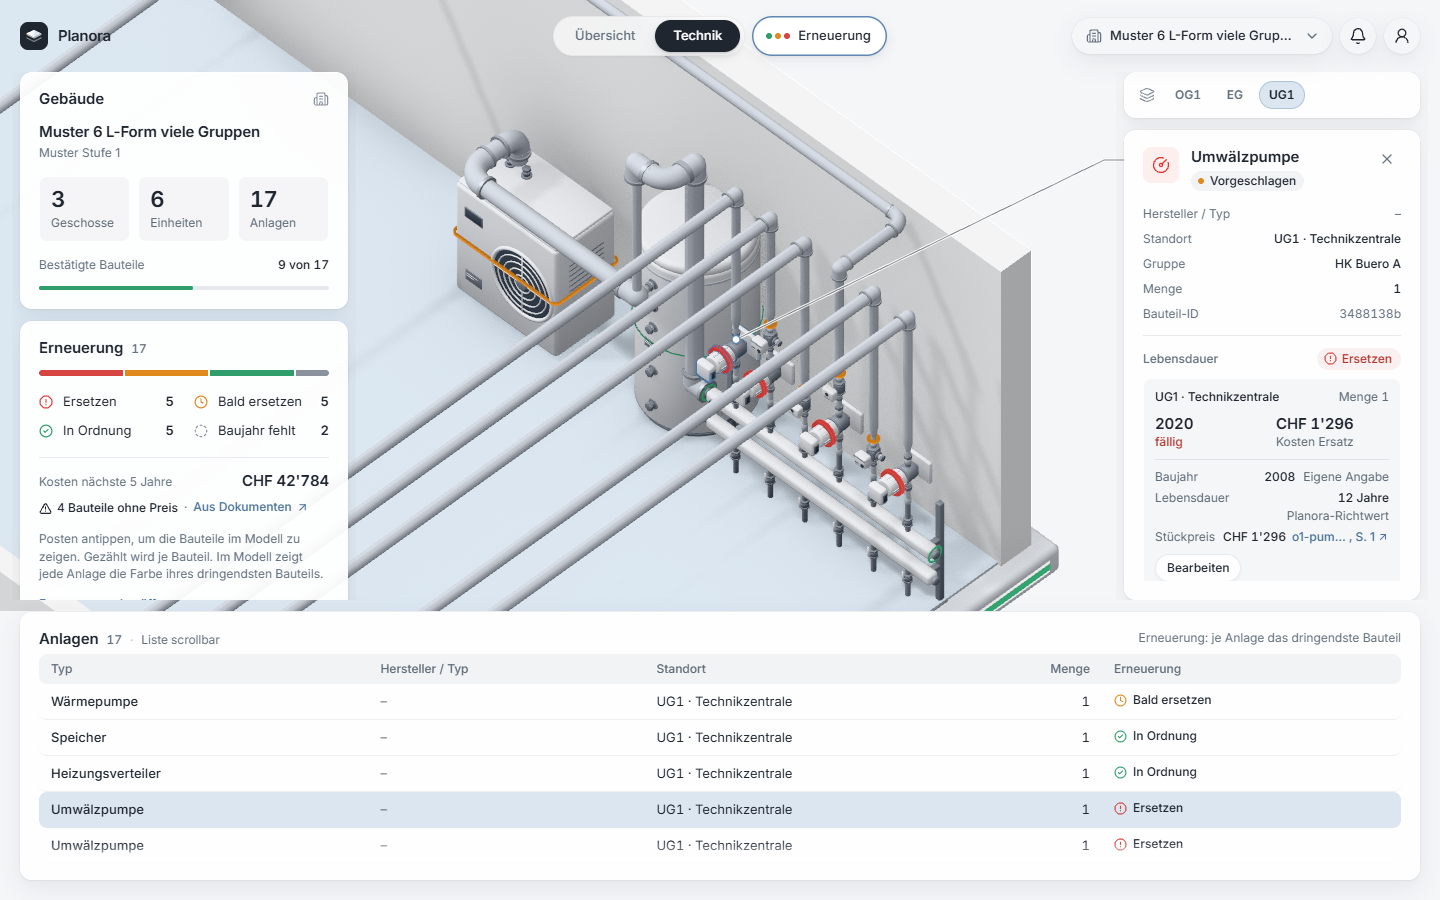 Planora
Übersicht
Technik
Erneuerung
Muster 6 L-Form viele Grup...
Gebäude
Muster 6 L-Form viele Gruppen
Muster Stufe 1
3 6 17
Geschosse Einheiten Anlagen
Bestätigte Bauteile 9 von 17
Erneuerung 17
Ersetzen 5 Bald ersetzen 5
In Ordnung 5 Baujahr fehlt 2
Kosten nächste 5 Jahre CHF 42'784
4 Bauteile ohne Preis · Aus Dokumenten
Posten antippen, um die Bauteile im Modell zu
zeigen. Gezählt wird je Bauteil. Im Modell zeigt
jede Anlage die Farbe ihres dringendsten Bauteils.
OG1 EG UG1
Umwälzpumpe
Vorgeschlagen
Hersteller / Typ –
Standort UG1 · Technikzentrale
Gruppe HK Buero A
Menge 1
Bauteil-ID 3488138b
Lebensdauer Ersetzen
UG1 · Technikzentrale Menge 1
2020 CHF 1'296
fällig Kosten Ersatz
Baujahr 2008 Eigene Angabe
Lebensdauer 12 Jahre
Planora-Richtwert
Stückpreis CHF 1'296 o1-pum... , S. 1
Bearbeiten
Anlagen 17 · Liste scrollbar
Erneuerung: je Anlage das dringendste Bauteil
Typ Hersteller / Typ Standort Menge Erneuerung
Wärmepumpe – UG1 · Technikzentrale 1 Bald ersetzen
Speicher – UG1 · Technikzentrale 1 In Ordnung
Heizungsverteiler – UG1 · Technikzentrale 1 In Ordnung
Umwälzpumpe – UG1 · Technikzentrale 1 Ersetzen
Umwälzpumpe – UG1 · Technikzentrale 1 Ersetzen